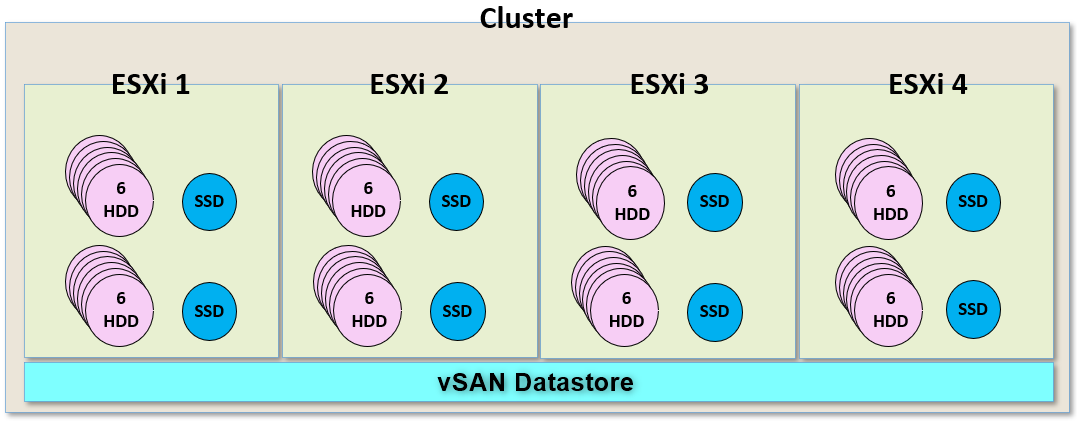 Cluster
ESXi 1
ESXi 2
ESXi 3
ESXi 4
6
HDD
SSD
6
HDD
SSD
6
HDD
SSD
6
HDD
SSD
6
HDD
SSD
6
HDD
SSD
6
HDD
SSD
6
HDD
SSD
vSAN Datastore